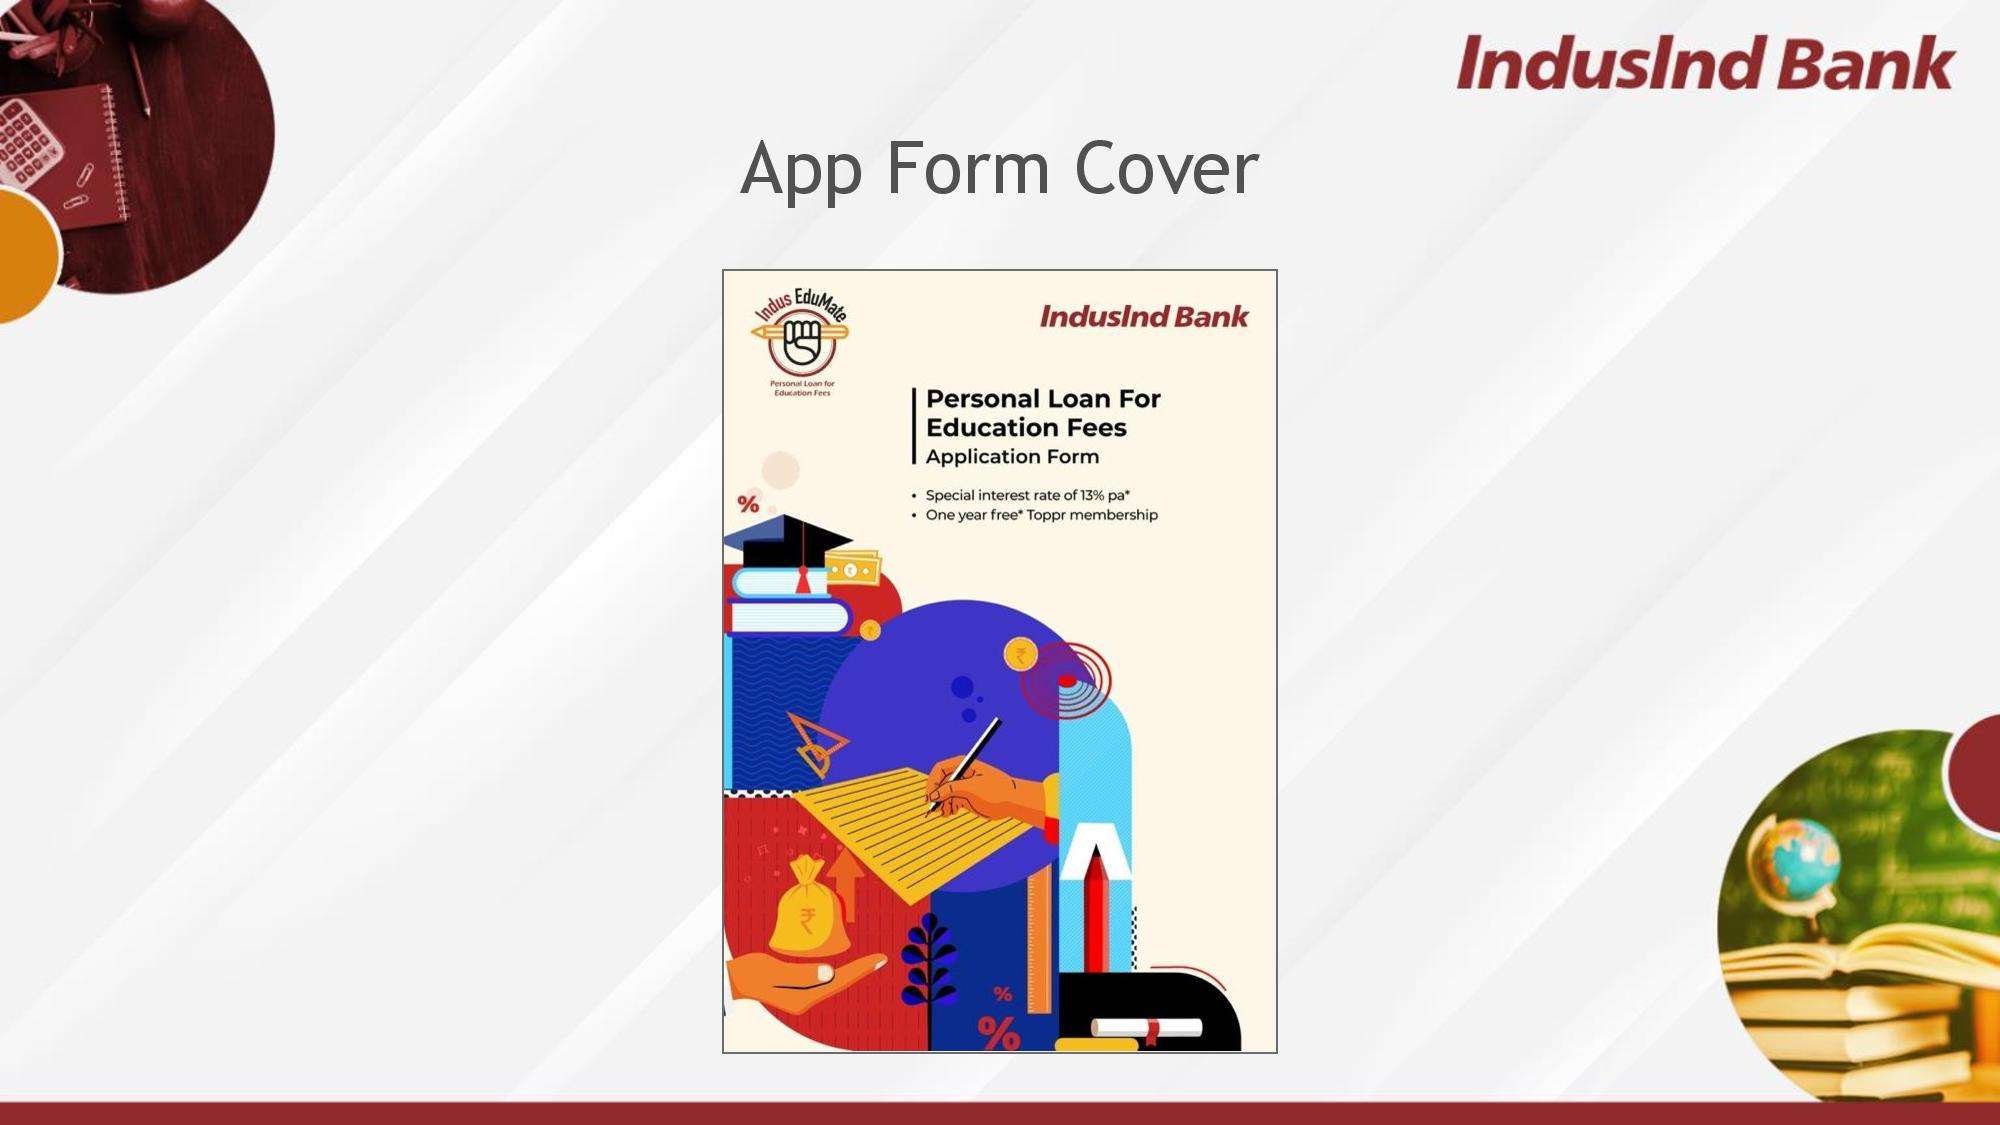 IndusInd Bank
App Form Cover
Indus EduMate
Personal Loan for
Education Fees
IndusInd Bank
Personal Loan For
Education Fees
Application Form
• Special interest rate of 13% pa*
• One year free* Toppr membership
%
₹
₹
₹
₹
%
%